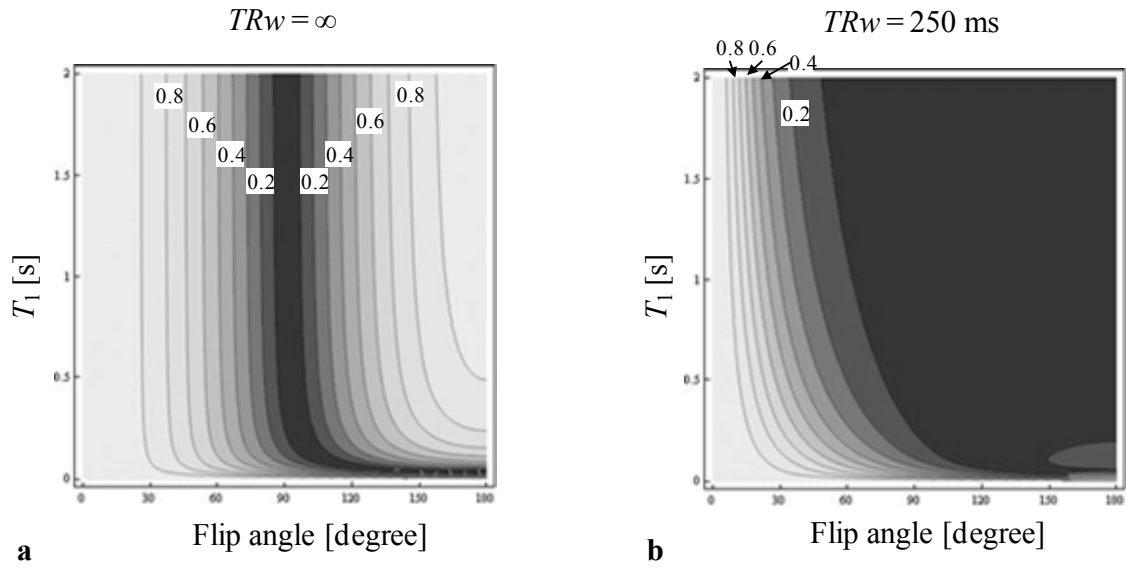 TRw = ∞
0.8 0.8
0.6 0.6
0.4 0.4
0.2 0.2
2
1.5
1
0.5
0
T1 [s]
0 30 60 90 120 150 180
Flip angle [degree]
a
TRw = 250 ms
0.8 0.6 0.4
0.2
2
1.5
1
0.5
0
T1 [s]
0 30 60 90 120 150 180
Flip angle [degree]
b